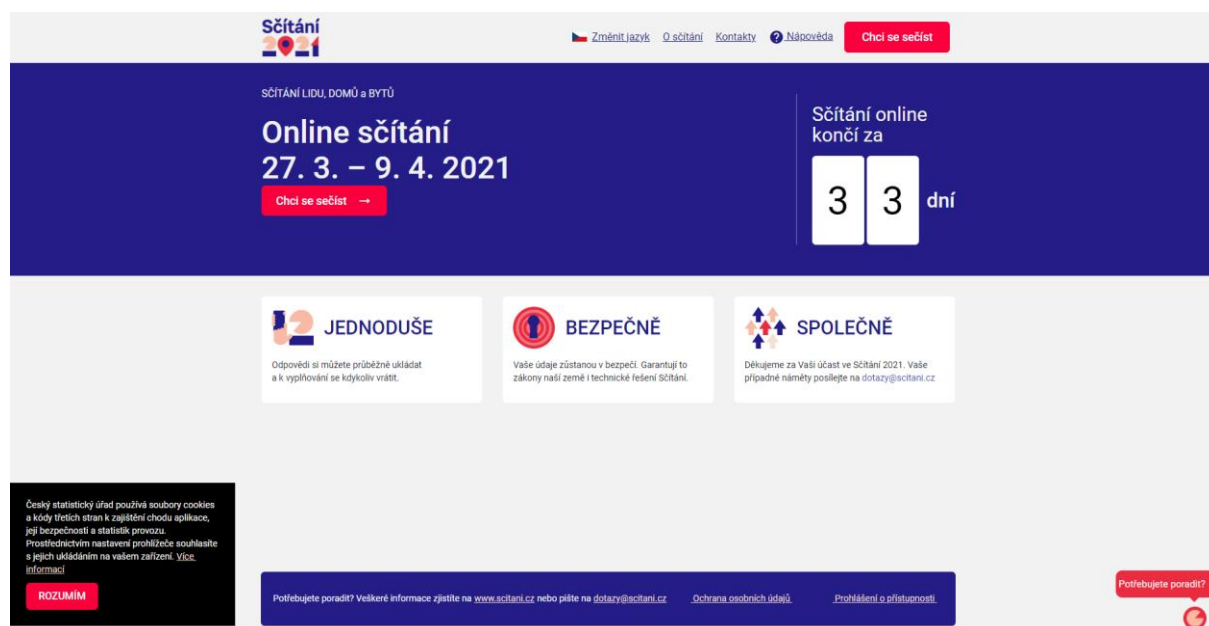 Sčítání
2021
Změnit jazyk O sčítání Kontakty ? Nápověda Chci se sečíst
SČÍTÁNÍ LIDU, DOMŮ a BYTŮ
Online sčítání
27. 3. – 9. 4. 2021
Chci se sečíst →
Sčítání online
končí za
3 3 dní
JEDNODUŠE
Odpovědi si můžete průběžně ukládat
a k vyplňování se kdykoliv vrátit.
BEZPEČNĚ
Vaše údaje zůstanou v bezpečí. Garantují to
zákony naší země i technické řešení Sčítání.
SPOLEČNĚ
Děkujeme za Vaši účast ve Sčítání 2021. Vaše
případné náměty posílejte na dotazy@scitani.cz
Český statistický úřad používá soubory cookies
a kódy třetích stran k zajištění chodu aplikace,
její bezpečnosti a statistik provozu.
Prostřednictvím nastavení prohlížeče souhlasíte
s jejich ukládáním na vašem zařízení. Více
informací
ROZUMÍM
Potřebujete poradit? Veškeré informace zjistíte na www.scitani.cz nebo pište na dotazy@scitani.cz Ochrana osobních údajů Prohlášení o přístupnosti
Potřebujete poradit?